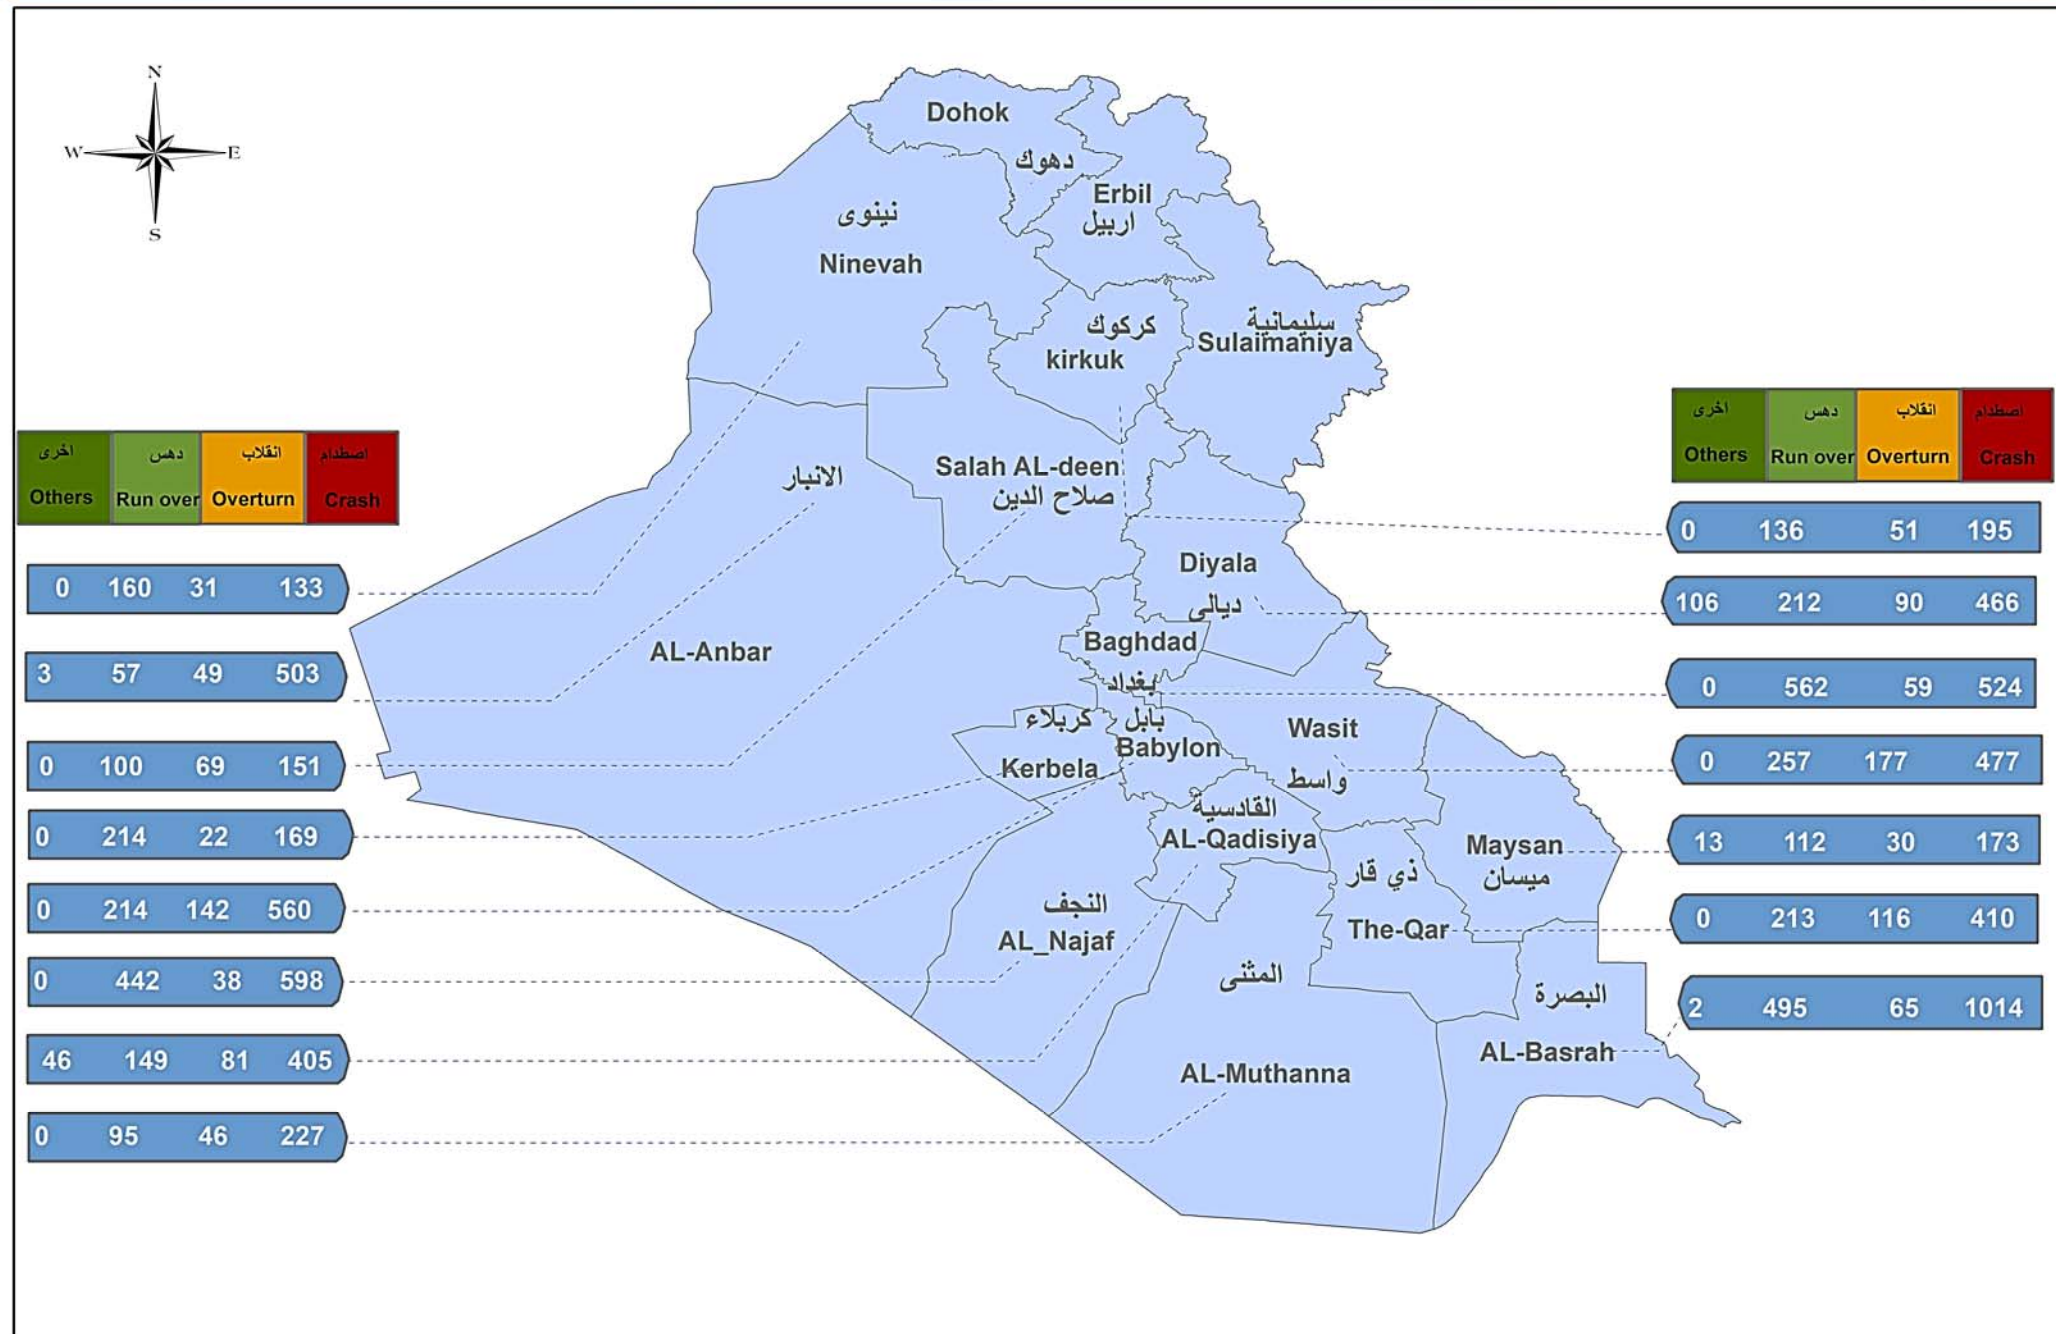 N
W E
S
Dohok
دهوك
Erbil
اربيل
نينوى
Ninevah
كركوك
kirkuk
سليمانية
Sulaimaniya
Salah AL-deen
صلاح الدين
الانبار
AL-Anbar
Diyala
ديالى
Baghdad
بغداد
كربلاء
Kerbela
بابل
Babylon
Wasit
واسط
القادسية
AL-Qadisiya
Maysan
ميسان
ذي قار
The-Qar
النجف
AL_Najaf
المثنى
AL-Muthanna
البصرة
AL-Basrah
اخرى دهس انقلاب اصطدام
Others Run over Overturn Crash
0 160 31 133
3 57 49 503
0 100 69 151
0 214 22 169
0 214 142 560
0 442 38 598
46 149 81 405
0 95 46 227
اخرى دهس انقلاب اصطدام
Others Run over Overturn Crash
0 136 51 195
106 212 90 466
0 562 59 524
0 257 177 477
13 112 30 173
0 213 116 410
2 495 65 1014